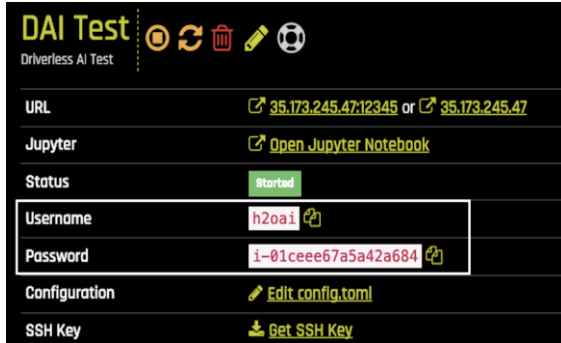 DAI Test
Driverless AI Test
URL 35.173.245.47:12345 or 35.173.245.47
Jupyter Open Jupyter Notebook
Status Started
Username h2oai
Password i-01ceee67a5a42a684
Configuration Edit config.toml
SSH Key Get SSH Key